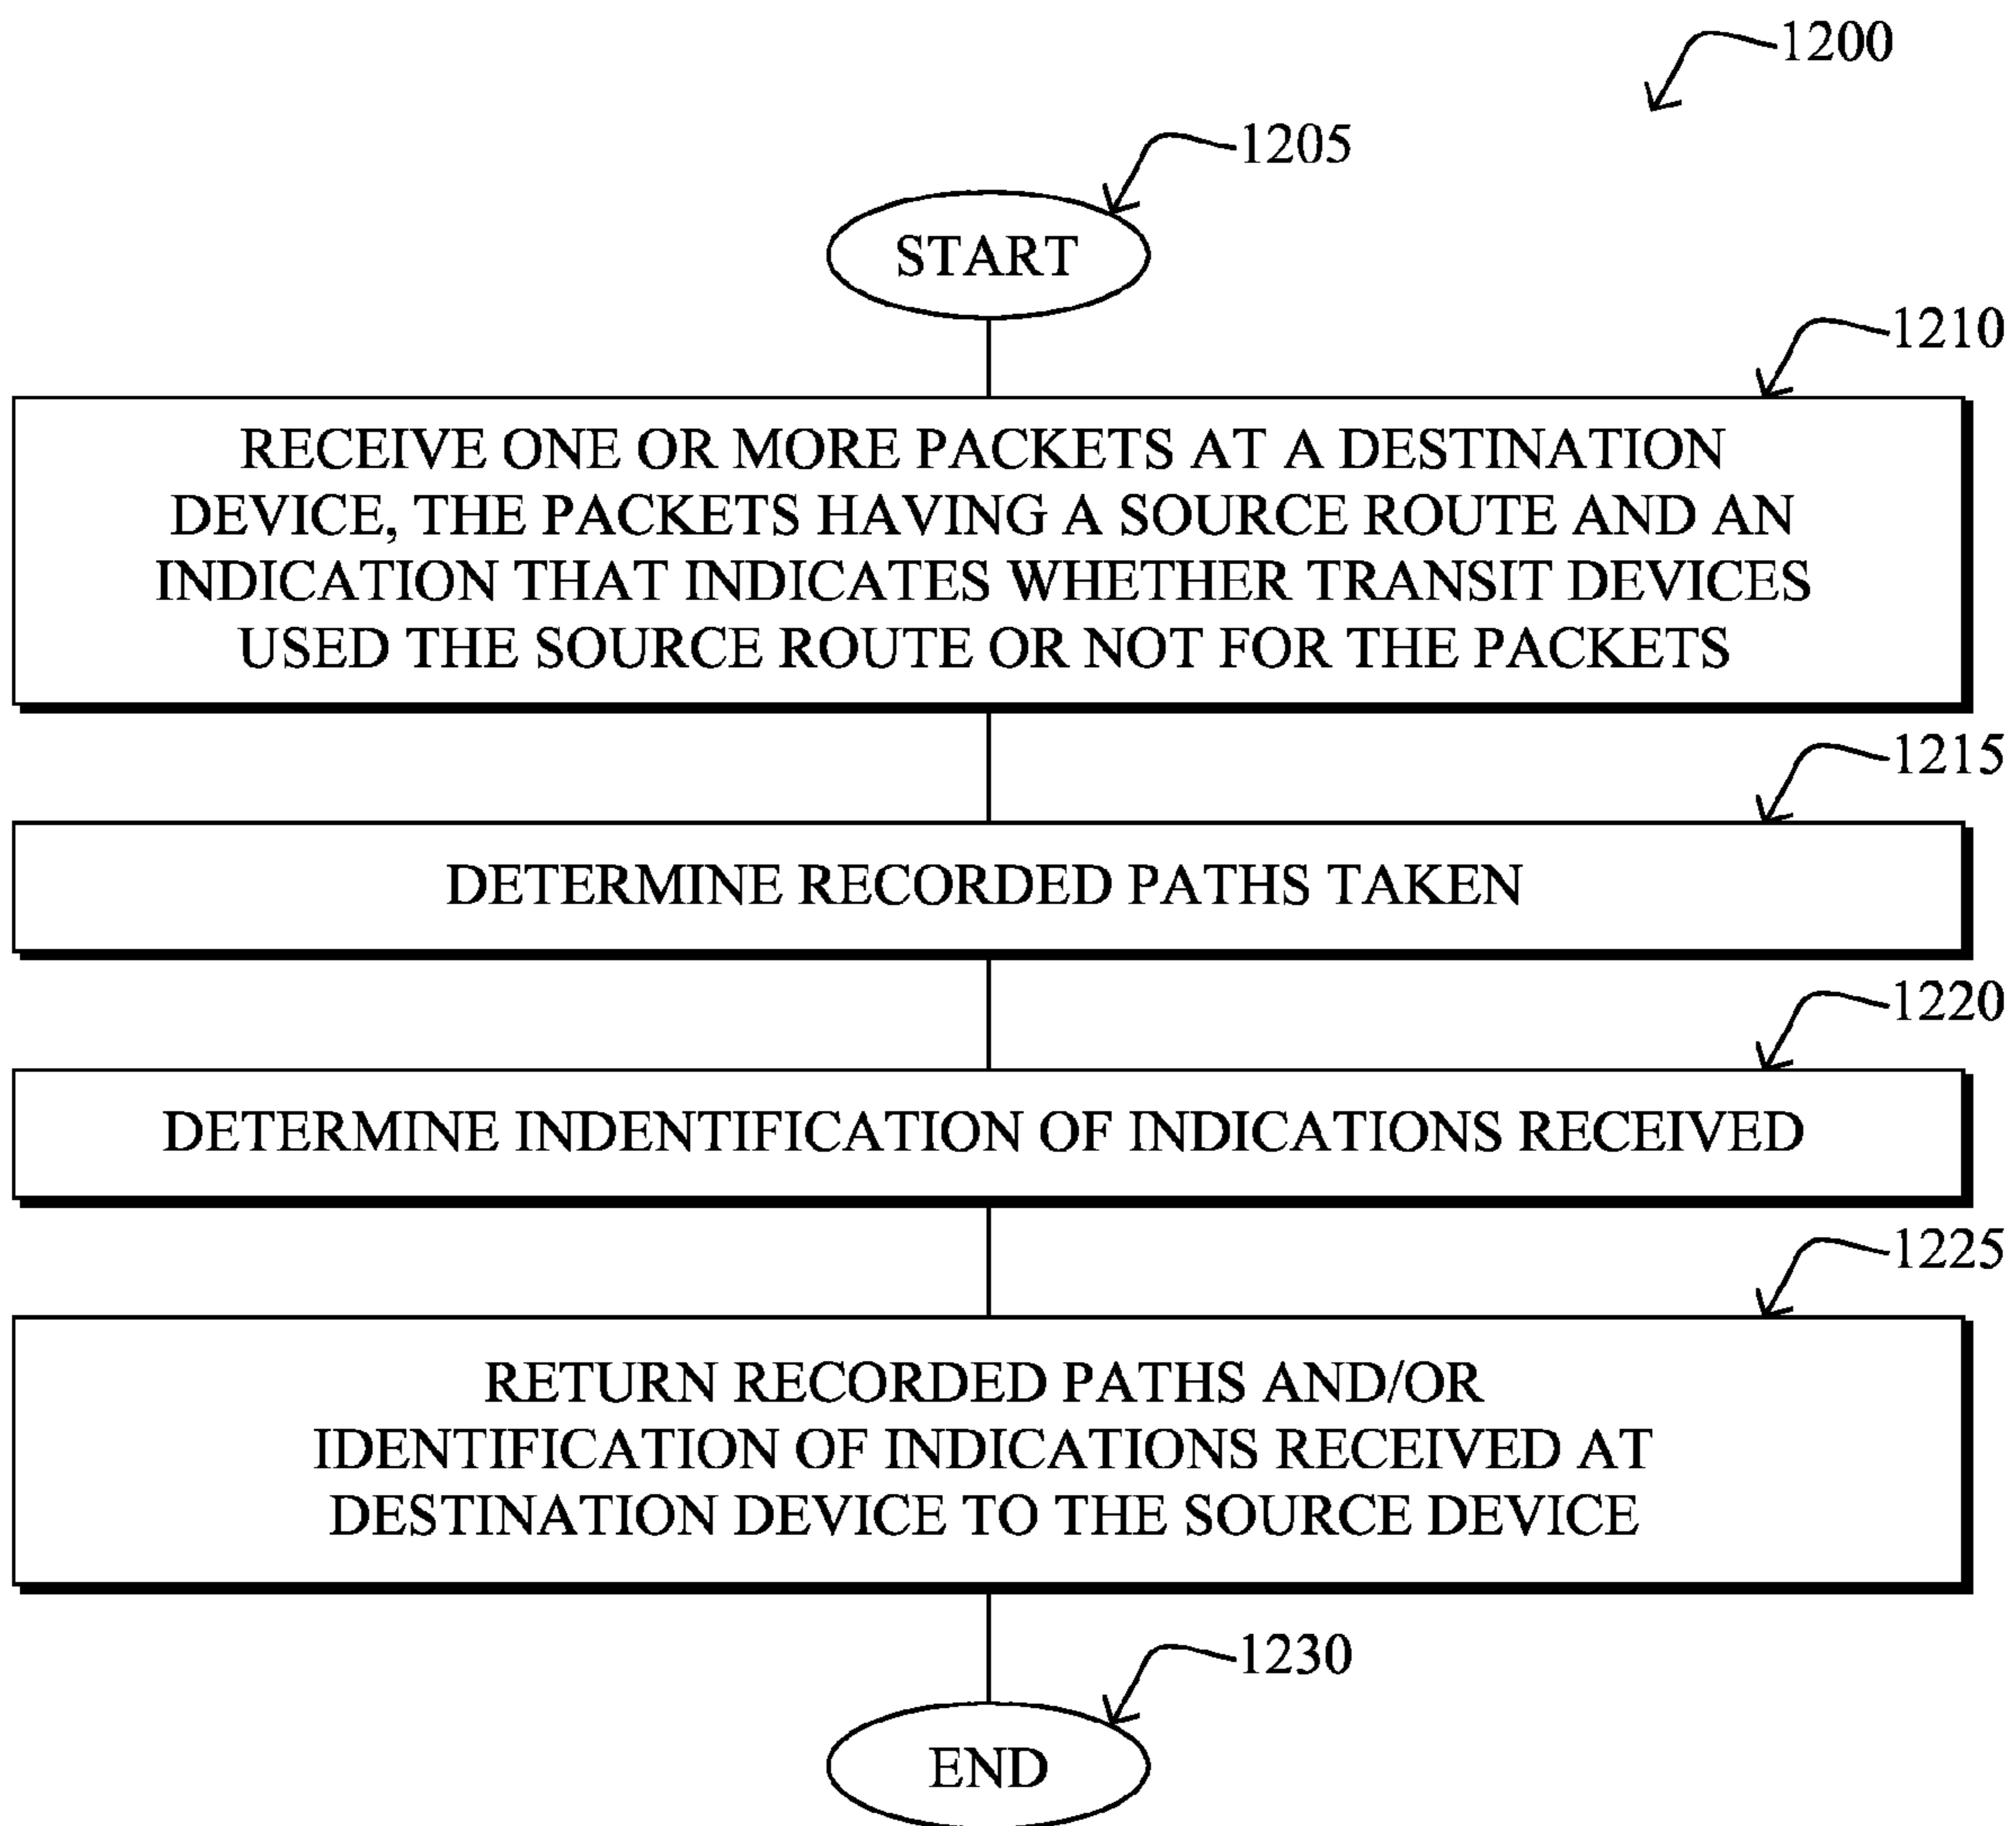 1200
1205
START
1210
RECEIVE ONE OR MORE PACKETS AT A DESTINATION
DEVICE, THE PACKETS HAVING A SOURCE ROUTE AND AN
INDICATION THAT INDICATES WHETHER TRANSIT DEVICES
USED THE SOURCE ROUTE OR NOT FOR THE PACKETS
1215
DETERMINE RECORDED PATHS TAKEN
1220
DETERMINE INDENTIFICATION OF INDICATIONS RECEIVED
1225
RETURN RECORDED PATHS AND/OR
IDENTIFICATION OF INDICATIONS RECEIVED AT
DESTINATION DEVICE TO THE SOURCE DEVICE
1230
END